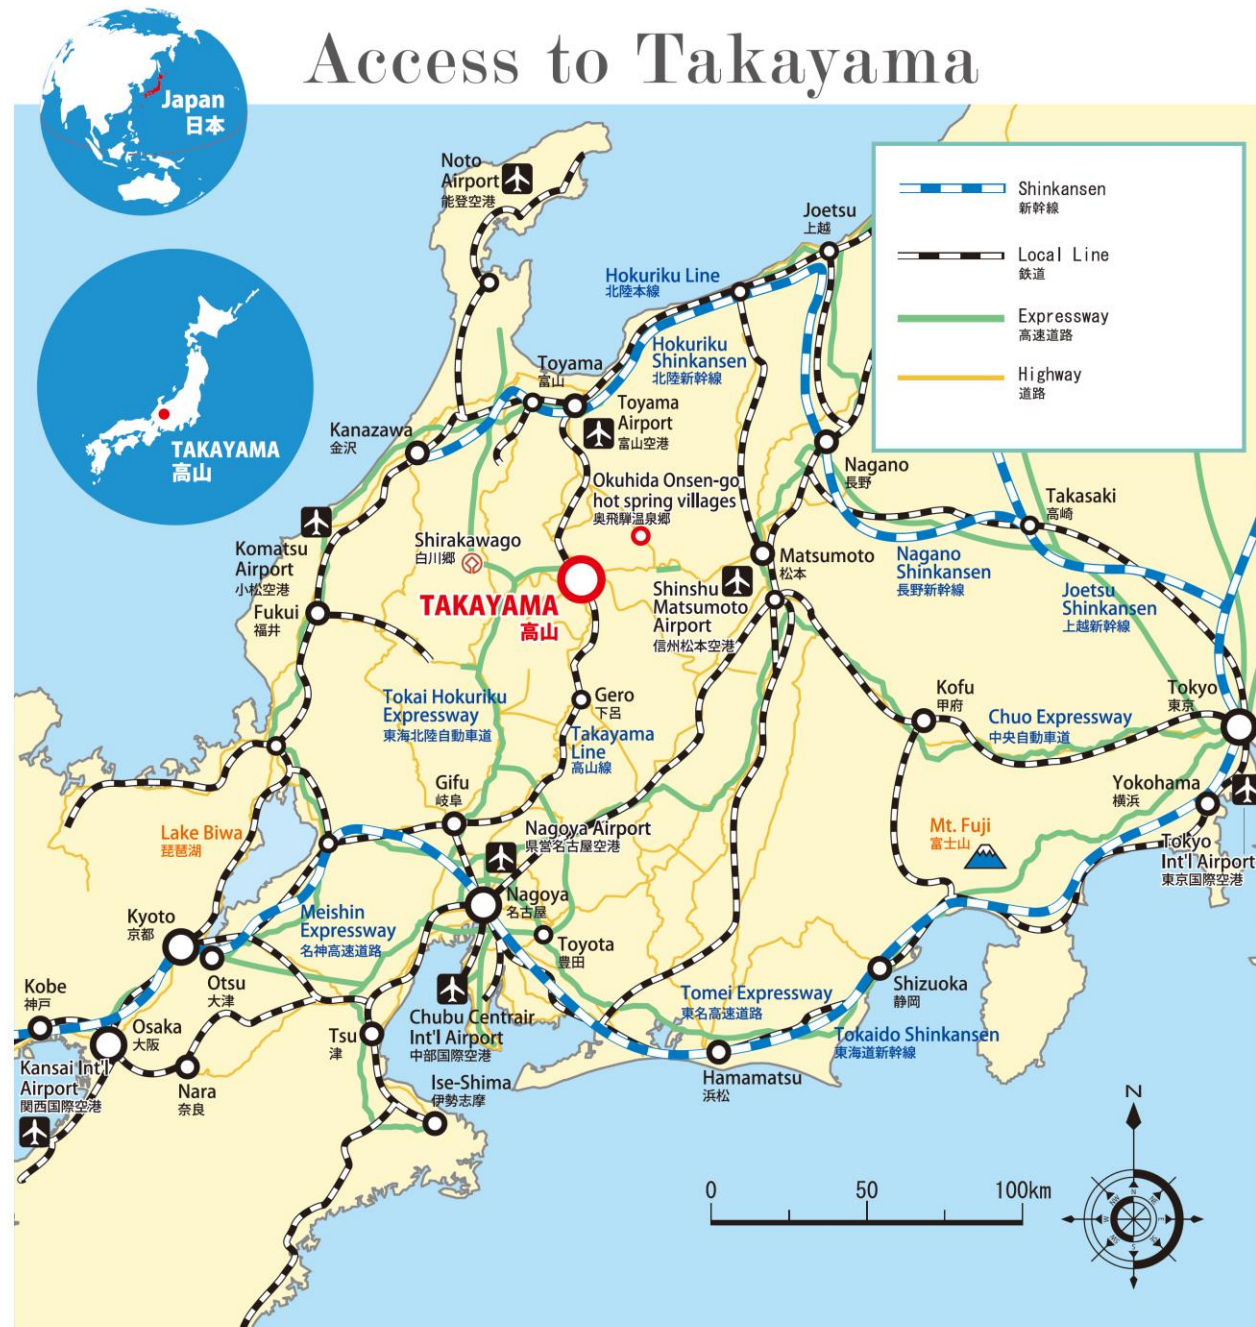 Access to Takayama
Japan
日本
TAKAYAMA
高山
Shinkansen
新幹線
Local Line
鉄道
Expressway
高速道路
Highway
道路
Noto
Airport
能登空港
Joetsu
上越
Hokuriku Line
北陸本線
Hokuriku
Shinkansen
北陸新幹線
Toyama
富山
Toyama
Airport
富山空港
Kanazawa
金沢
Nagano
長野
Okuhida Onsen-go
hot spring villages
奥飛騨温泉郷
Takasaki
高崎
Komatsu
Airport
小松空港
Shirakawago
白川郷
Matsumoto
松本
Nagano
Shinkansen
長野新幹線
Shinshu
Matsumoto
Airport
信州松本空港
Joetsu
Shinkansen
上越新幹線
TAKAYAMA
高山
Fukui
福井
Tokai Hokuriku
Expressway
東海北陸自動車道
Gero
下呂
Takayama
Line
高山線
Kofu
甲府
Chuo Expressway
中央自動車道
Tokyo
東京
Gifu
岐阜
Yokohama
横浜
Lake Biwa
琵琶湖
Nagoya Airport
県営名古屋空港
Mt. Fuji
富士山
Tokyo
Int'l Airport
東京国際空港
Nagoya
名古屋
Kyoto
京都
Meishin
Expressway
名神高速道路
Toyota
豊田
Otsu
大津
Kobe
神戸
Shizuoka
静岡
Tomei Expressway
東名高速道路
Chubu Centrair
Int'l Airport
中部国際空港
Osaka
大阪
Tsu
津
Tokaido Shinkansen
東海道新幹線
Kansai Int'l
Airport
関西国際空港
Nara
奈良
Ise-Shima
伊勢志摩
Hamamatsu
浜松
0 50 100km
N
N
NE
E
SE
S
SW
W
NW